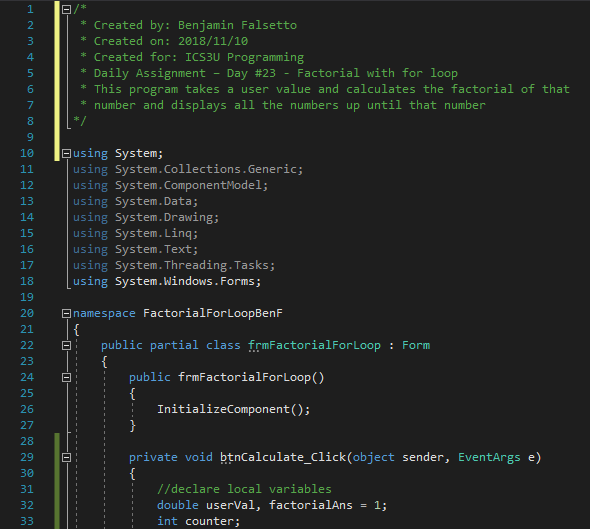 1 /*
2 * Created by: Benjamin Falsetto
3 * Created on: 2018/11/10
4 * Created for: ICS3U Programming
5 * Daily Assignment – Day #23 - Factorial with for loop
6 * This program takes a user value and calculates the factorial of that
7 * number and displays all the numbers up until that number
8 */
9
10 using System;
11 using System.Collections.Generic;
12 using System.ComponentModel;
13 using System.Data;
14 using System.Drawing;
15 using System.Linq;
16 using System.Text;
17 using System.Threading.Tasks;
18 using System.Windows.Forms;
19
20 namespace FactorialForLoopBenF
21 {
22 public partial class frmFactorialForLoop : Form
23 {
24 public frmFactorialForLoop()
25 {
26 InitializeComponent();
27 }
28
29 private void btnCalculate_Click(object sender, EventArgs e)
30 {
31 //declare local variables
32 double userVal, factorialAns = 1;
33 int counter;